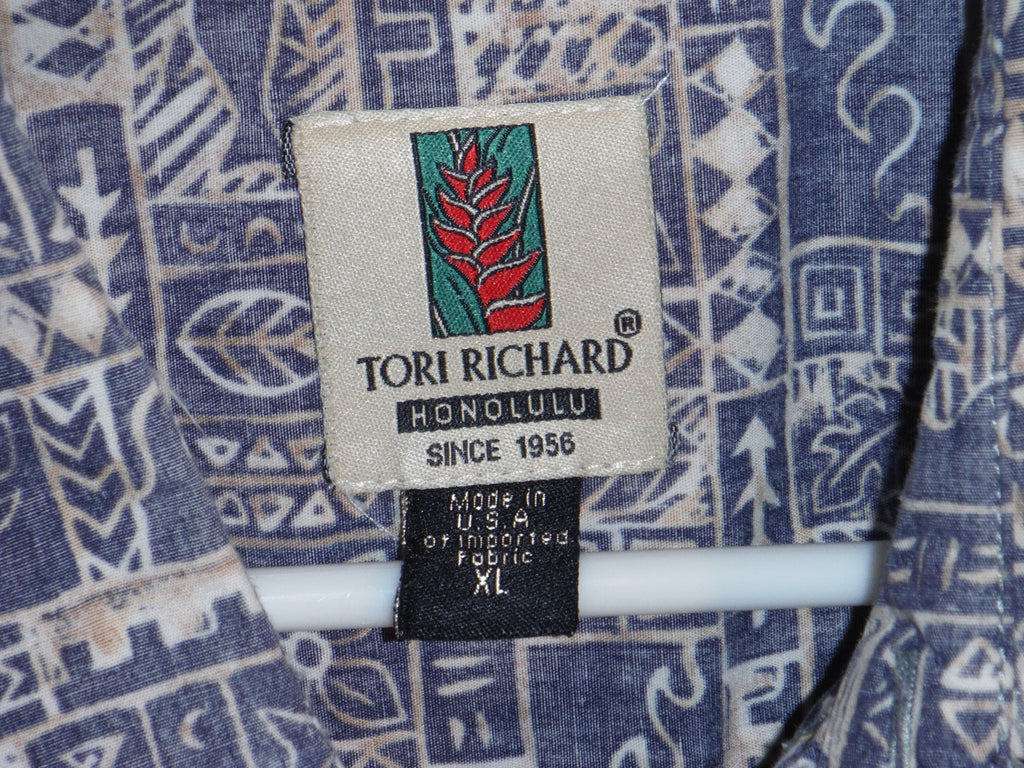 TORI RICHARD®
HONOLULU
SINCE 1956
Made in
U.S.A
of imported
Fabric
XL